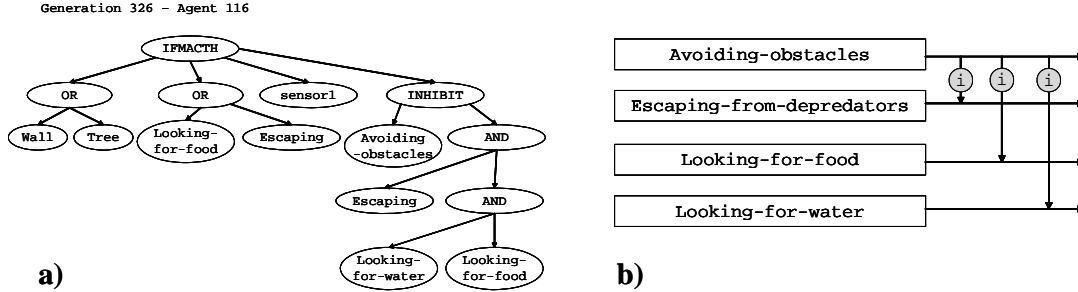 Generation 326 – Agent 116
IFMACTH
OR
OR
sensor1
INHIBIT
Wall
Tree
Looking-
for-food
Escaping
Avoiding
-obstacles
AND
Escaping
AND
Looking-
for-water
Looking-
for-food
a)
Avoiding-obstacles
i
i
i
Escaping-from-depredators
Looking-for-food
Looking-for-water
b)